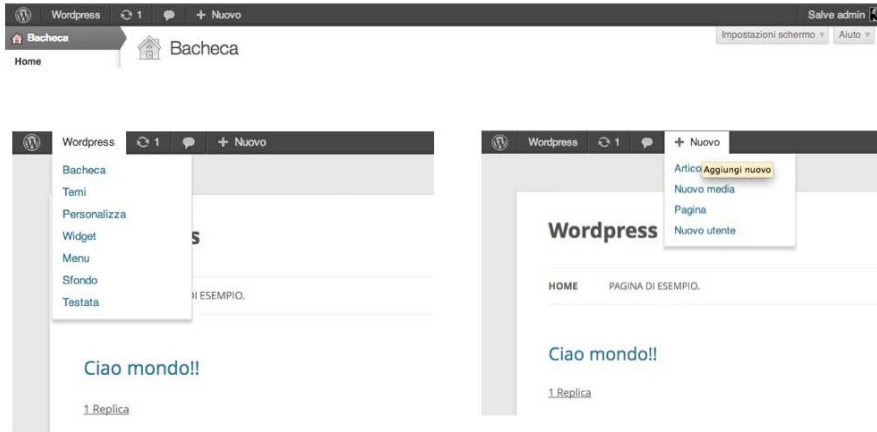 Wordpress 1 + Nuovo Salve admin
Bacheca
Home
Bacheca
Impostazioni schermo Aiuto
Wordpress 1 + Nuovo
Bacheca
Temi
Personalizza
Widget
Menu
Sfondo
Testata
S
DI ESEMPIO.
Ciao mondo!!
1 Replica
Wordpress 1 + Nuovo
Artico Aggiungi nuovo
Nuovo media
Pagina
Nuovo utente
Wordpress
HOME PAGINA DI ESEMPIO.
Ciao mondo!!
1 Replica